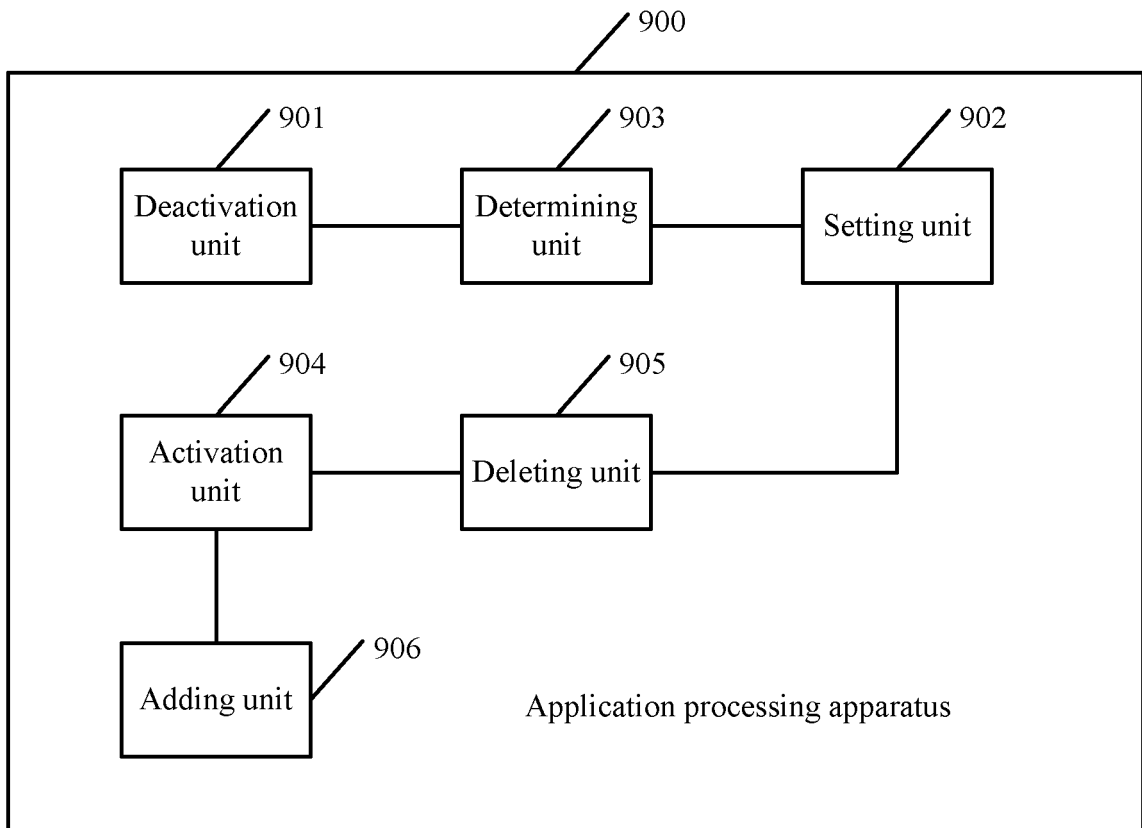 900
901
903
902
Deactivation
unit
Determining
unit
Setting unit
904
905
Activation
unit
Deleting unit
906
Adding unit
Application processing apparatus